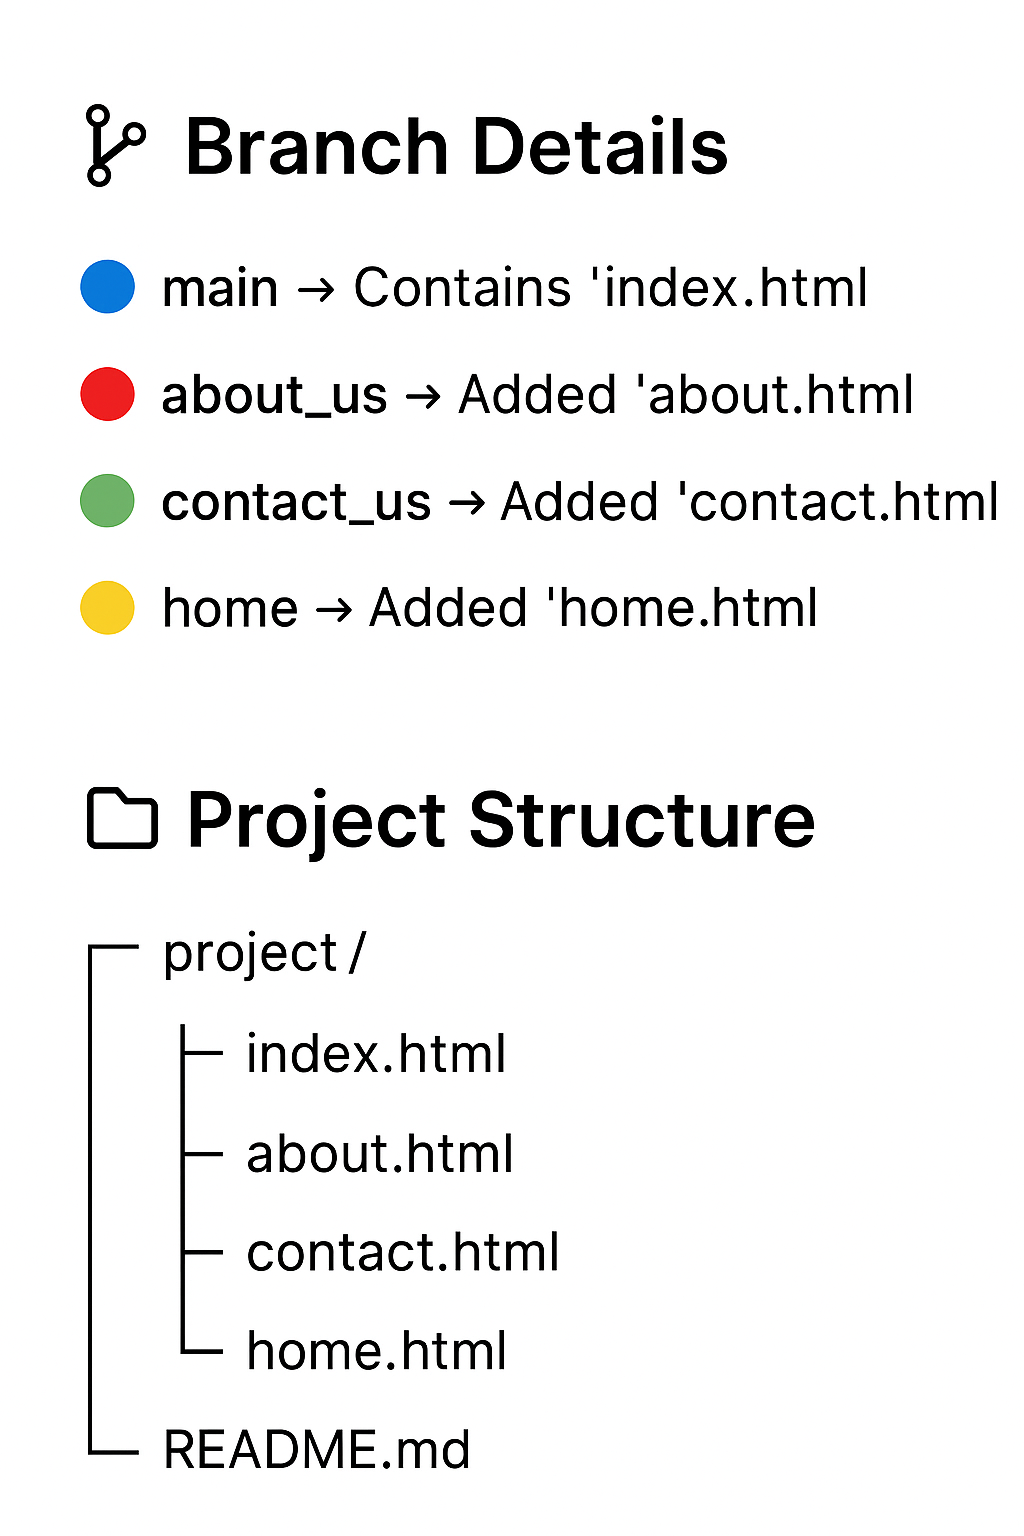 Branch Details
main → Contains 'index.html
about_us → Added 'about.html
contact_us → Added 'contact.html
home → Added 'home.html
Project Structure
project /
index.html
about.html
contact.html
home.html
README.md